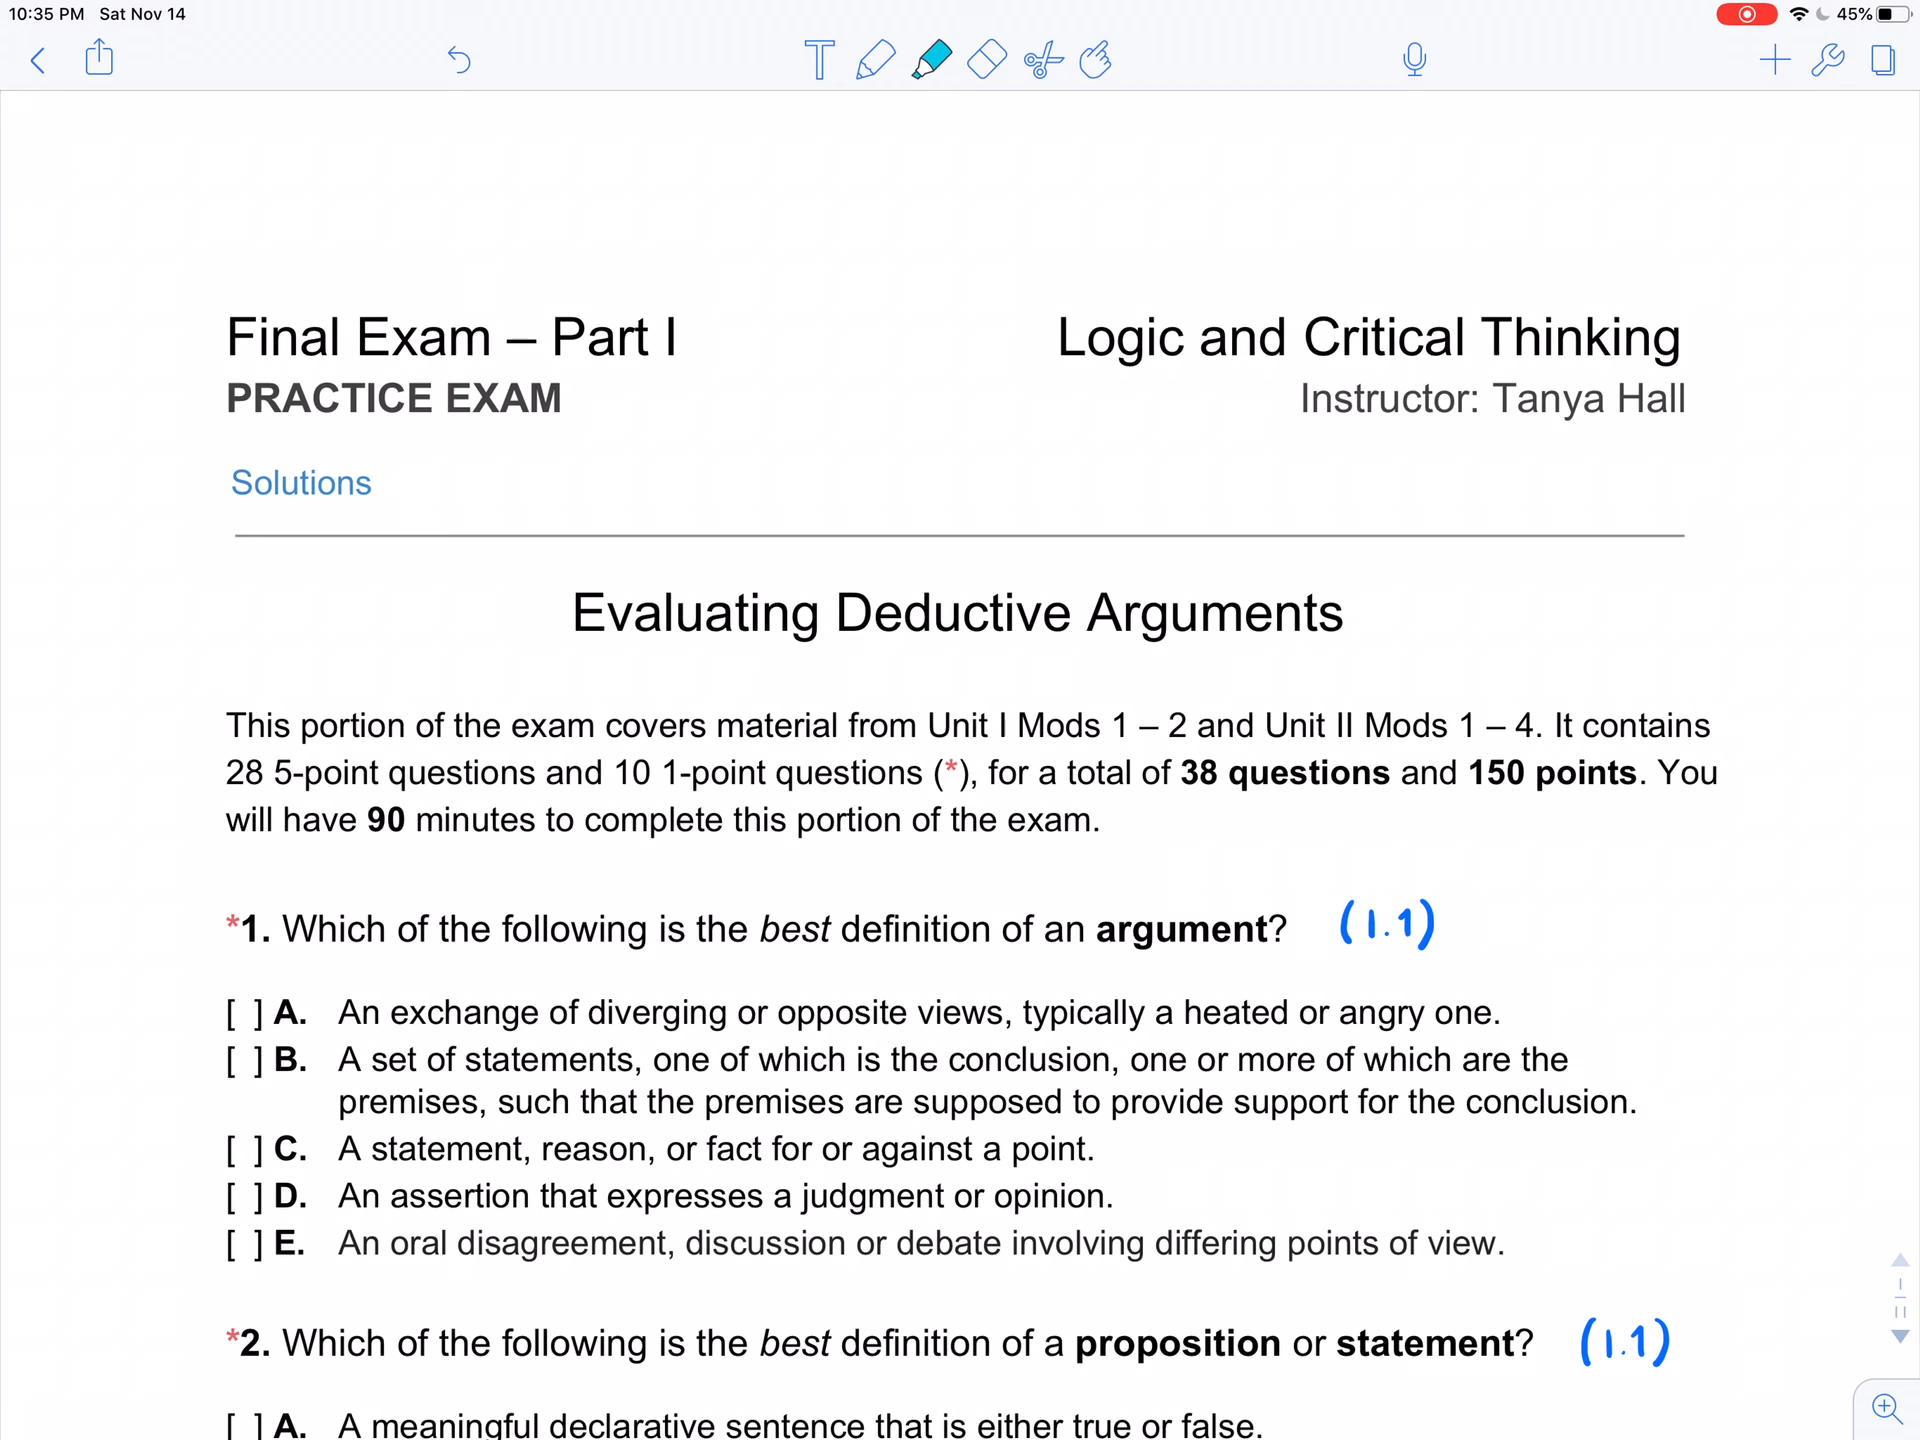 10:35 PM Sat Nov 14
45%
Final Exam – Part I
Logic and Critical Thinking
PRACTICE EXAM
Instructor: Tanya Hall
Solutions
Evaluating Deductive Arguments
This portion of the exam covers material from Unit I Mods 1 – 2 and Unit II Mods 1 – 4. It contains
28 5-point questions and 10 1-point questions (*), for a total of 38 questions and 150 points. You
will have 90 minutes to complete this portion of the exam.
*1. Which of the following is the best definition of an argument? (1.1)
[ ] A. An exchange of diverging or opposite views, typically a heated or angry one.
[ ] B. A set of statements, one of which is the conclusion, one or more of which are the
premises, such that the premises are supposed to provide support for the conclusion.
[ ] C. A statement, reason, or fact for or against a point.
[ ] D. An assertion that expresses a judgment or opinion.
[ ] E. An oral disagreement, discussion or debate involving differing points of view.
*2. Which of the following is the best definition of a proposition or statement? (1.1)
[ ] A. A meaningful declarative sentence that is either true or false.